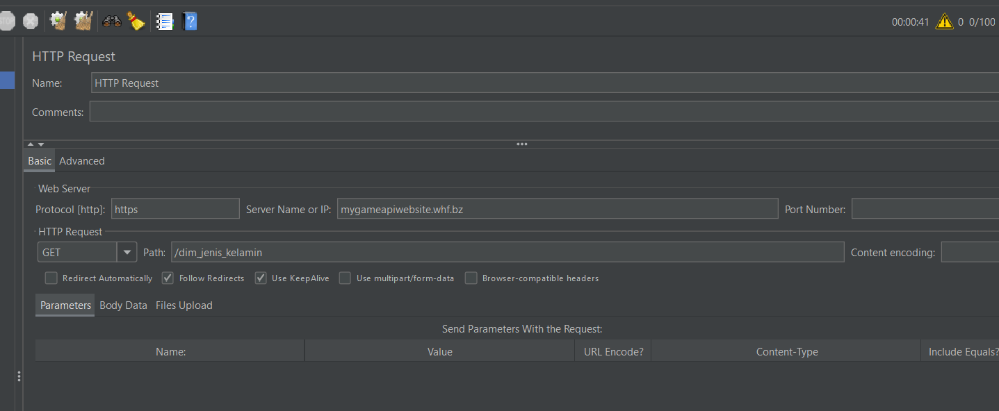 00:00:41 0 0/100
HTTP Request
Name: HTTP Request
Comments:
Basic Advanced
Web Server
Protocol [http]: https Server Name or IP: mygameapiwebsite.whf.bz Port Number:
HTTP Request
GET Path: /dim_jenis_kelamin Content encoding:
Redirect Automatically Follow Redirects Use KeepAlive Use multipart/form-data Browser-compatible headers
Parameters Body Data Files Upload
Send Parameters With the Request:
Name: Value URL Encode? Content-Type Include Equals?